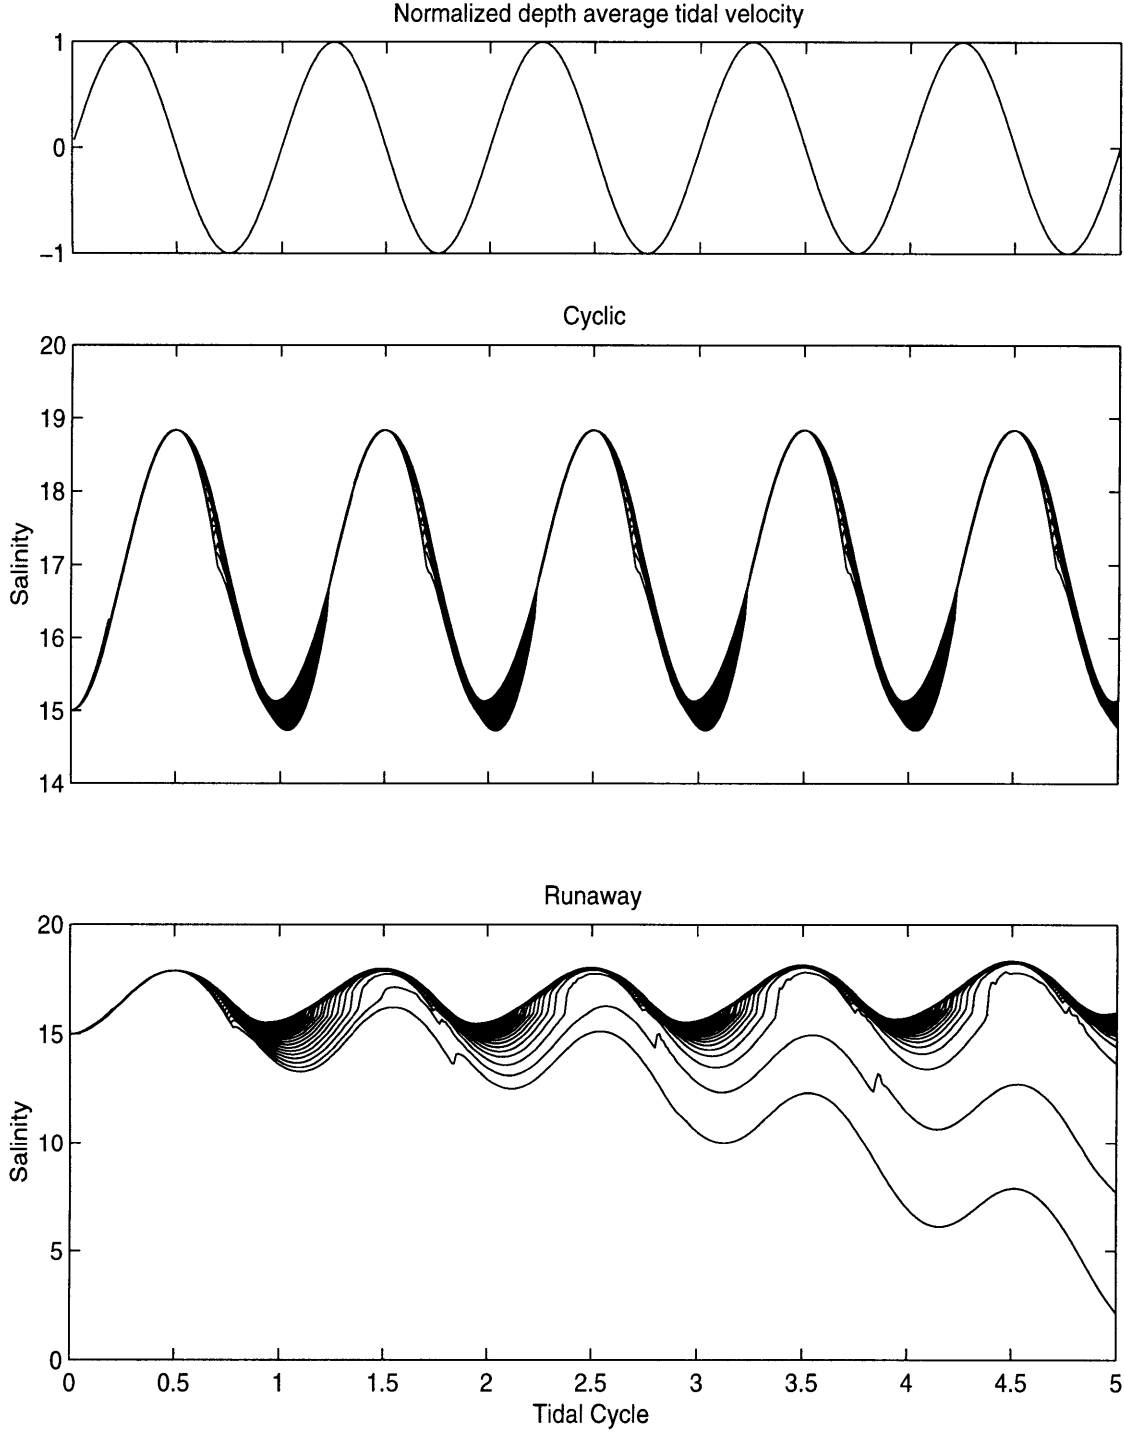 Normalized depth average tidal velocity
1
0
−1
Cyclic
20
19
18
17
16
15
14
Salinity
Runaway
20
15
10
5
0
Salinity
0 0.5 1 1.5 2 2.5 3 3.5 4 4.5 5
Tidal Cycle